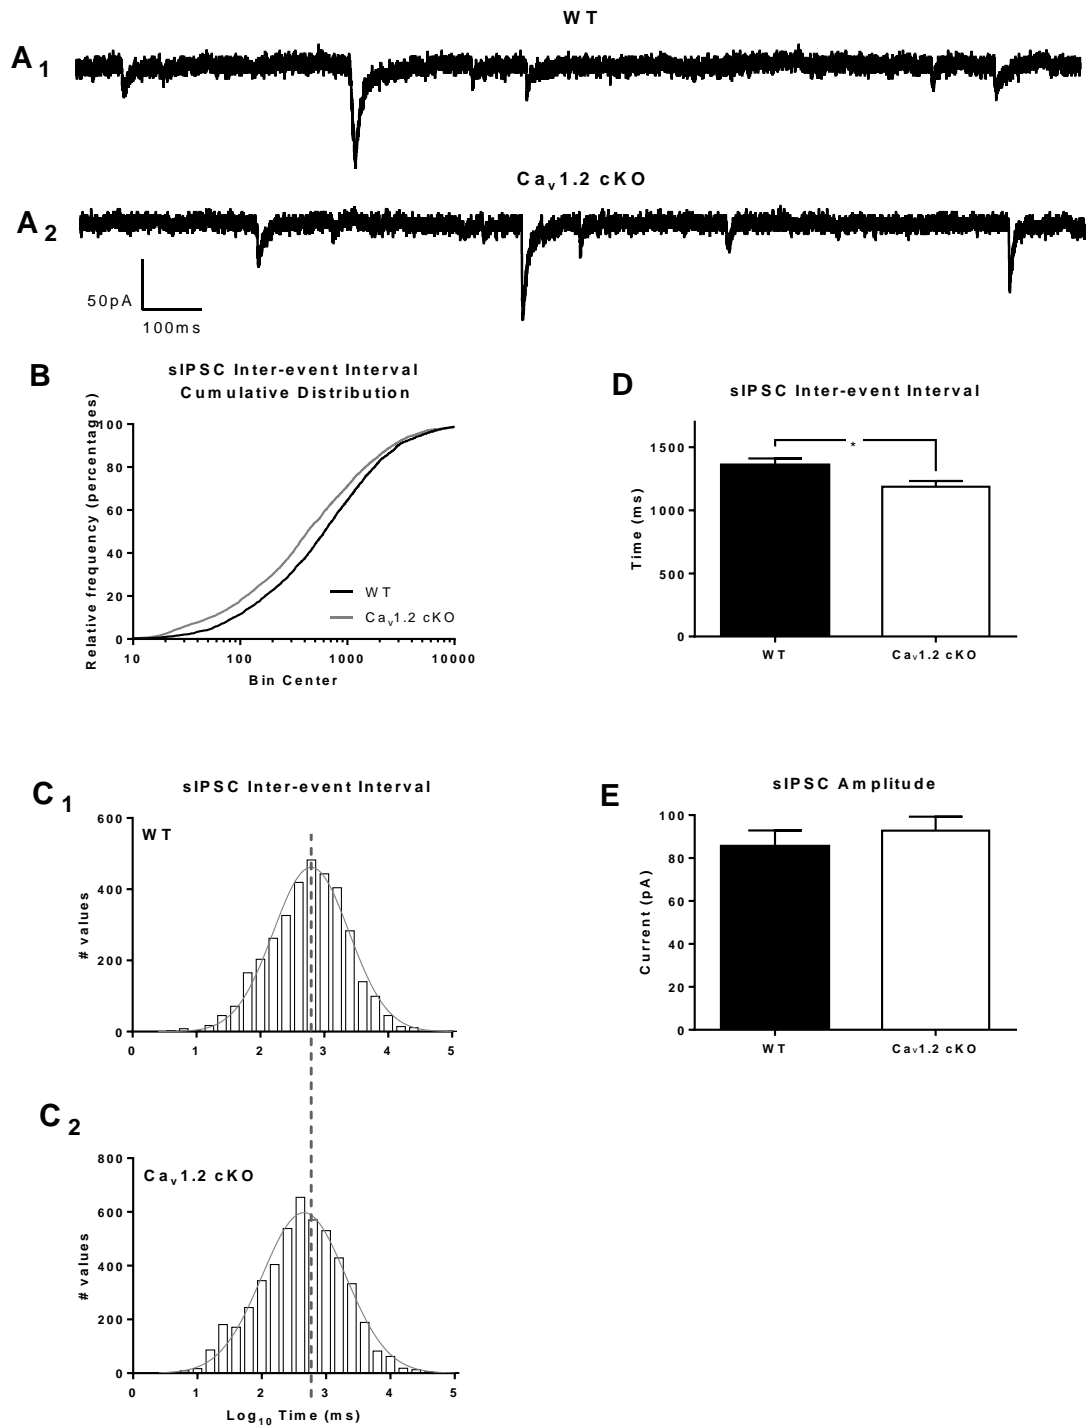 WT
A1
Cav1.2 cKO
A2
50pA
100ms
B
sIPSC Inter-event Interval
Cumulative Distribution
Relative frequency (percentages)
100
80
60
40
20
0
WT
Cav1.2 cKO
10
100
1000
10000
Bin Center
D
sIPSC Inter-event Interval
Time (ms)
1500
1000
500
0
*
WT
Cav1.2 cKO
C1
sIPSC Inter-event Interval
WT
# values
600
400
200
0
0
1
2
3
4
5
E
sIPSC Amplitude
Current (pA)
100
80
60
40
20
0
WT
Cav1.2 cKO
C2
Cav1.2 cKO
# values
800
600
400
200
0
0
1
2
3
4
5
Log10 Time (ms)